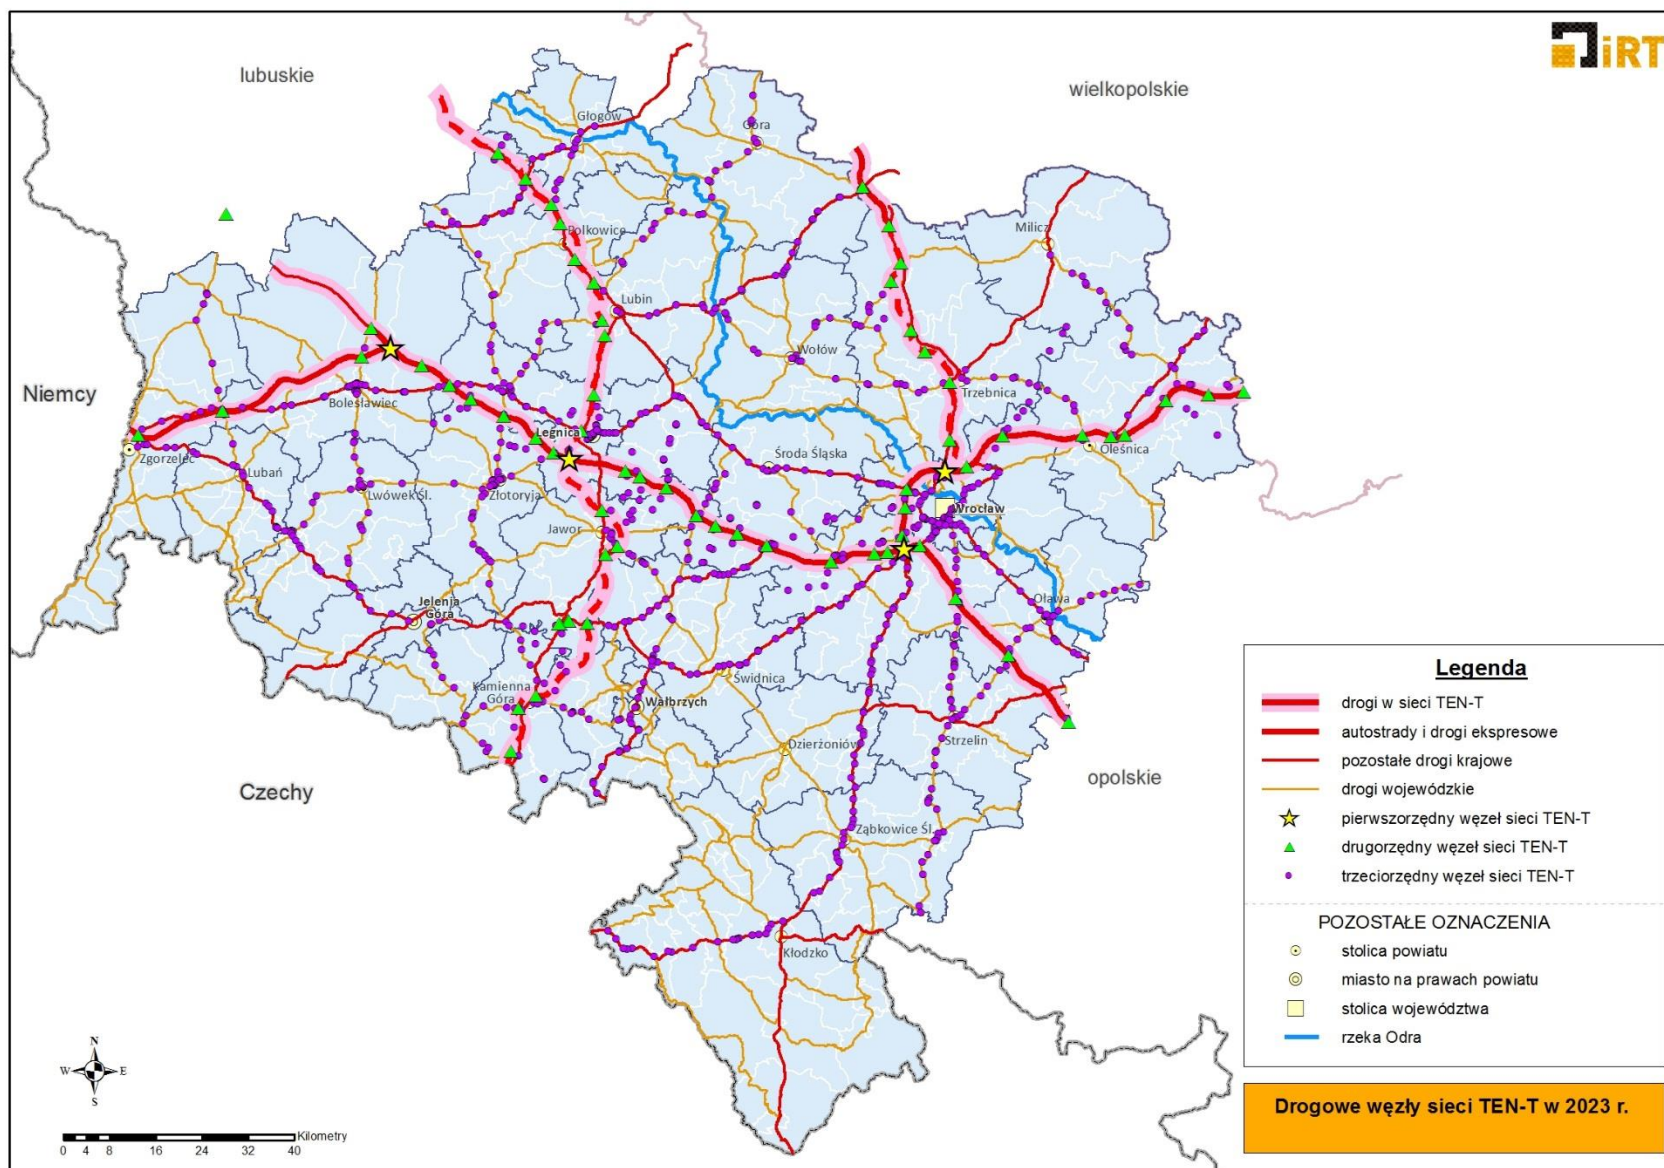 lubuskie
wielkopolskie
iRT
Głogów
Góra
Milicz
Polkowice
Lubin
Wołów
Niemcy
Trzebnica
Bolesławiec
Legnica
Zgorzelec
Lubań
Lwówek Śl.
Złotoryja
Środa Śląska
Oleśnica
Wrocław
Jawor
Jelenia
Góra
Oława
Kamienna
Góra
Świdnica
Wałbrzych
Dzierżoniów
Strzelin
Czechy
opolskie
Ząbkowice Śl.
Kłodzko
Legenda
drogi w sieci TEN-T
autostrady i drogi ekspresowe
pozostałe drogi krajowe
drogi wojewódzkie
pierwszorzędny węzeł sieci TEN-T
drugorzędny węzeł sieci TEN-T
trzeciorzędny węzeł sieci TEN-T
POZOSTAŁE OZNACZENIA
stolica powiatu
miasto na prawach powiatu
stolica województwa
rzeka Odra
Drogowe węzły sieci TEN-T w 2023 r.
N
W E
S
Kilometry
0 4 8 16 24 32 40